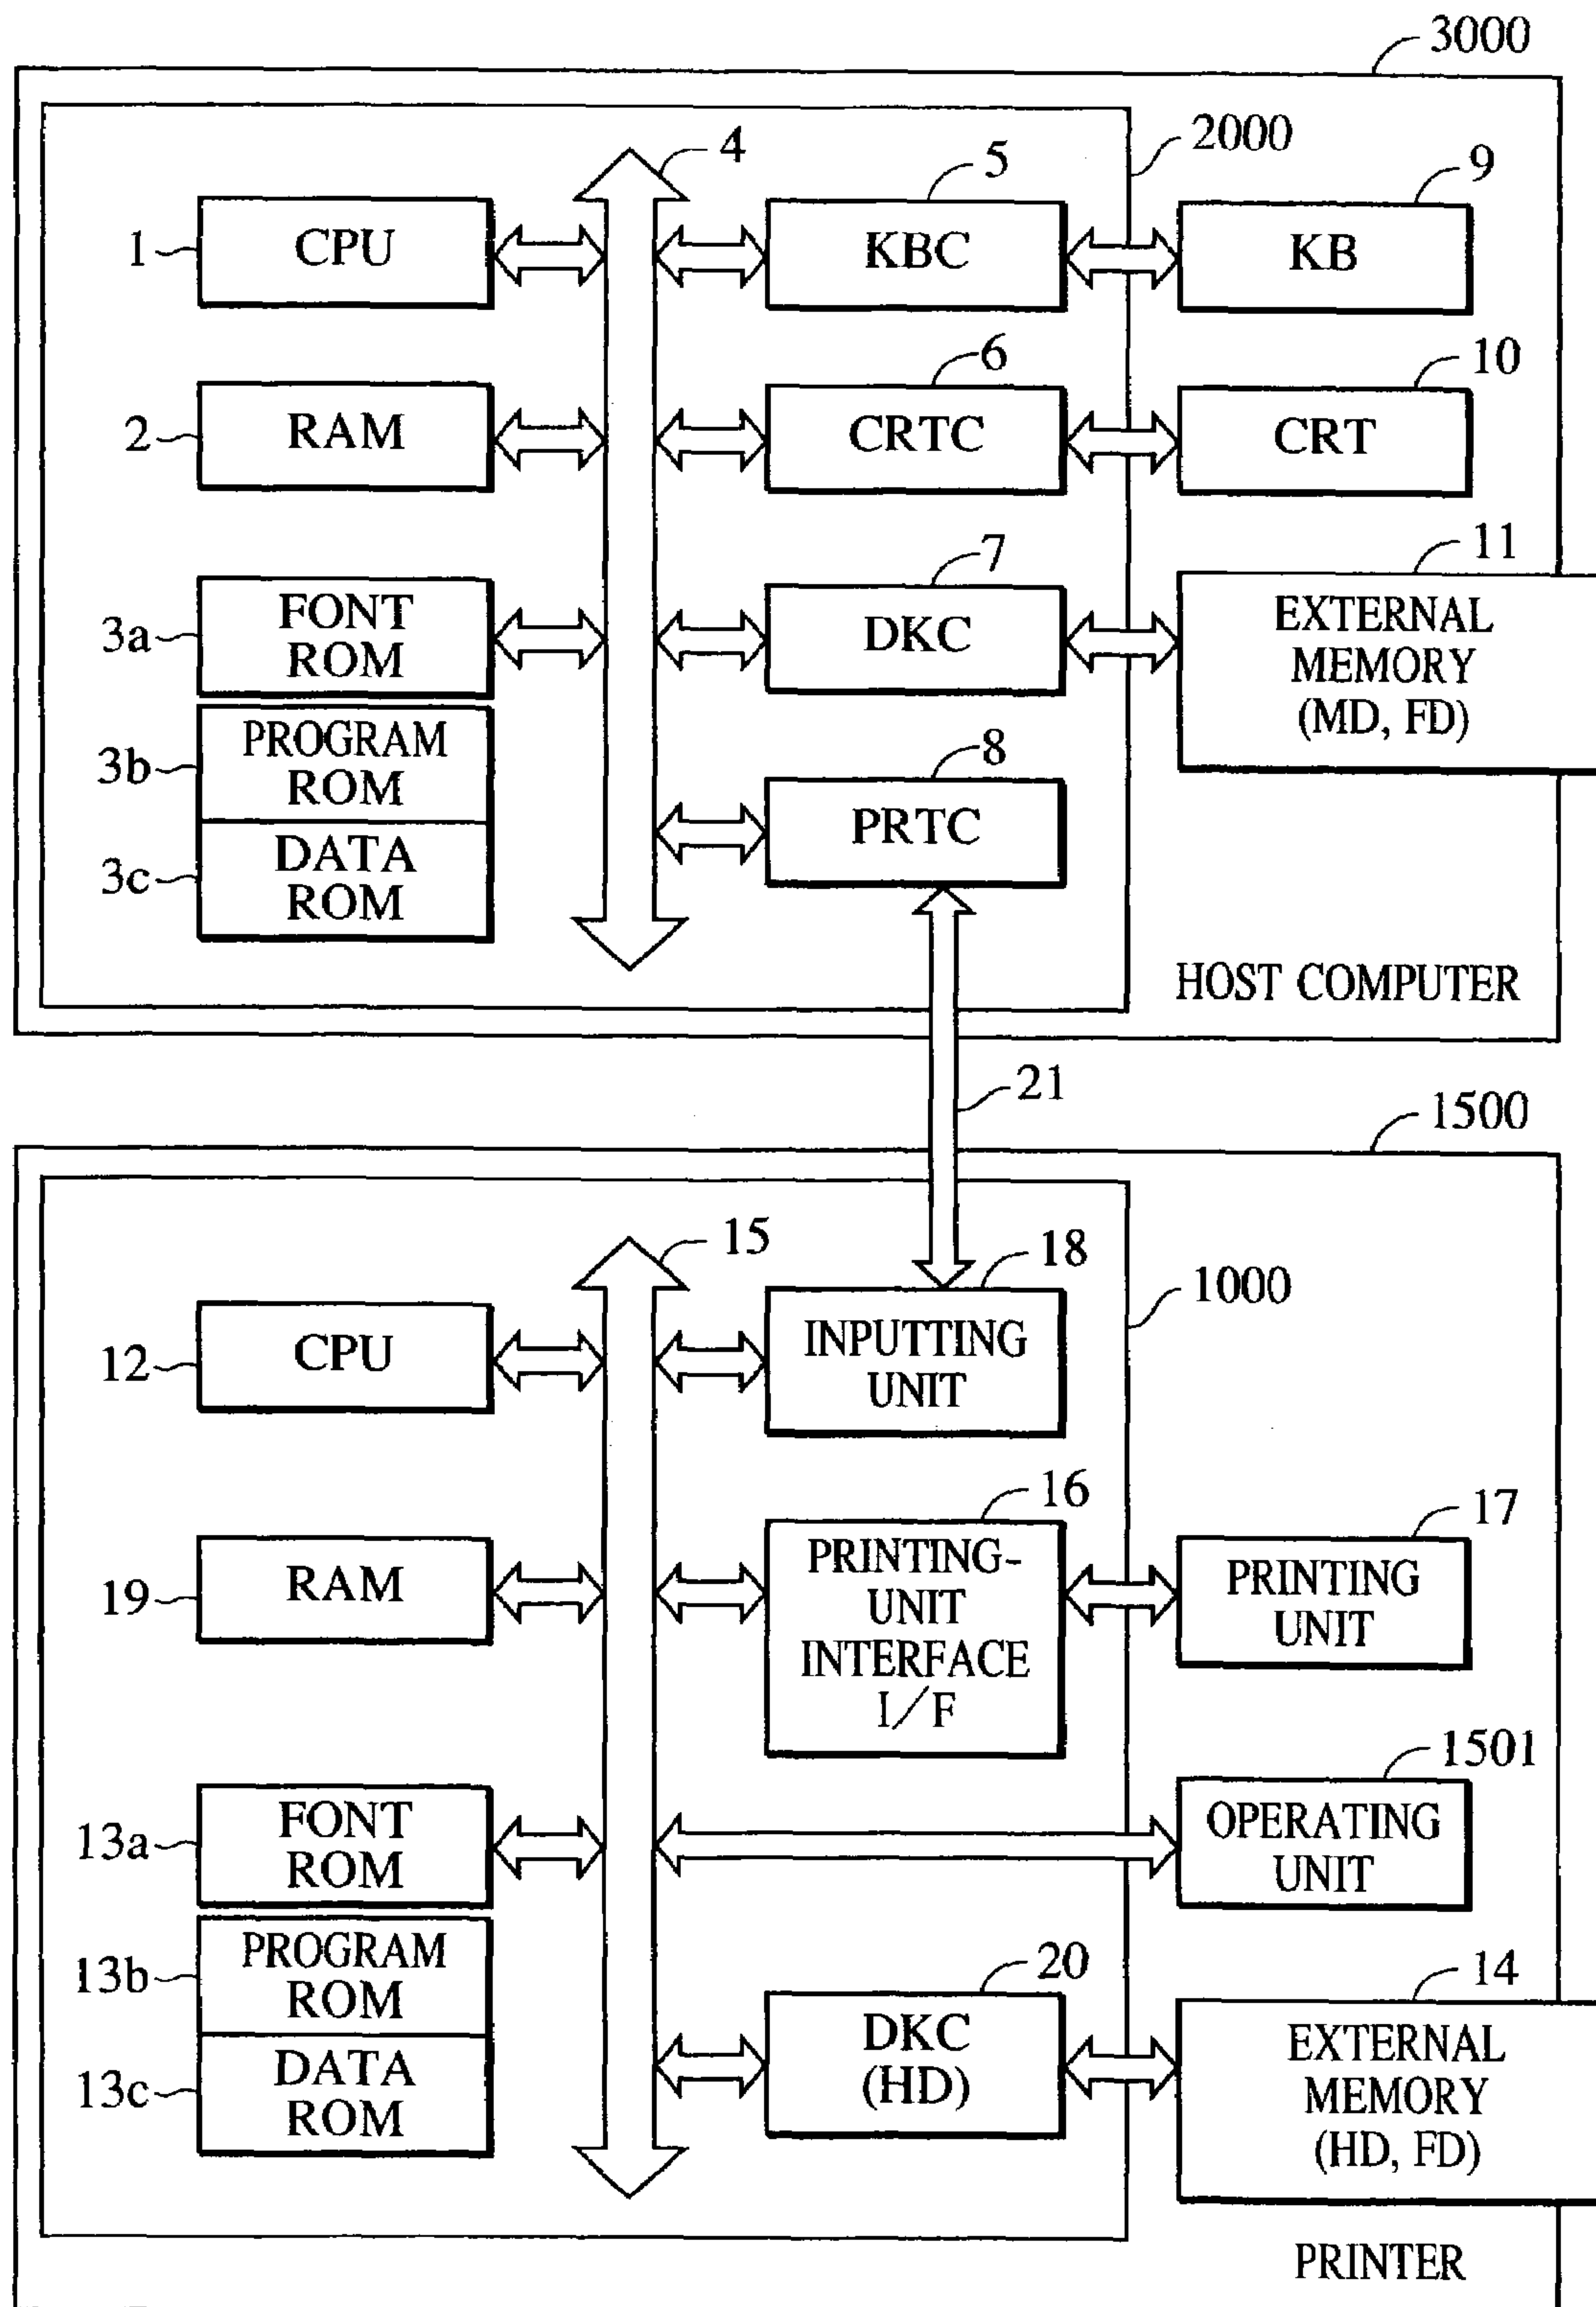 3000
2000
4
5
9
1
CPU
KBC
KB
6
10
2
RAM
CRTC
CRT
7
11
3a
FONT
ROM
DKC
EXTERNAL
MEMORY
(MD, FD)
3b
PROGRAM
ROM
8
PRTC
3c
DATA
ROM
HOST COMPUTER
21
1500
15
18
1000
12
CPU
INPUTTING
UNIT
16
17
19
RAM
PRINTING-
UNIT
INTERFACE
I/F
PRINTING
UNIT
1501
13a
FONT
ROM
OPERATING
UNIT
13b
PROGRAM
ROM
20
14
DKC
(HD)
EXTERNAL
MEMORY
(HD, FD)
13c
DATA
ROM
PRINTER